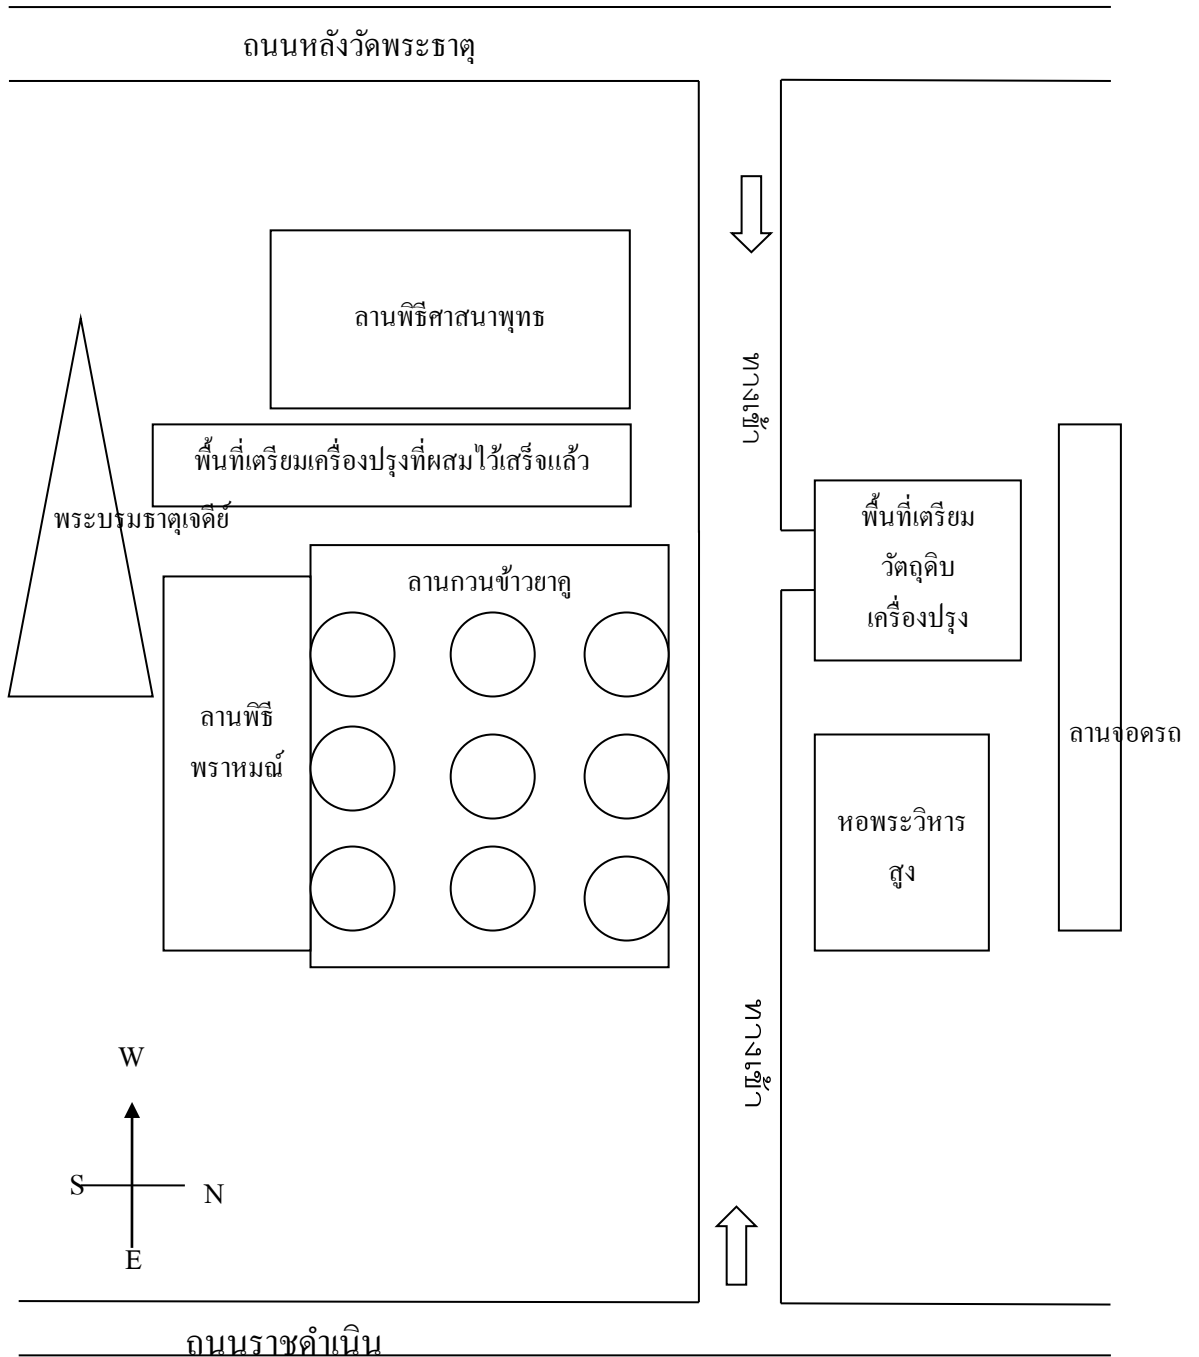 ถนนหลังวัดพระธาตุ
ลานพิธีศาสนาพุทธ
ทางเข้า
พื้นที่เตรียมเครื่องปรุงที่ผสมไว้เสร็จแล้ว
พระบรมธาตุเจดีย์
พื้นที่เตรียม
วัตถุดิบ
เครื่องปรุง
ลานกวนข้าวยาคู
ลานพิธี
พราหมณ์
ลานจอดรถ
หอพระวิหาร
สูง
ทางเข้า
W
S
N
E
ถนนราชดำเนิน